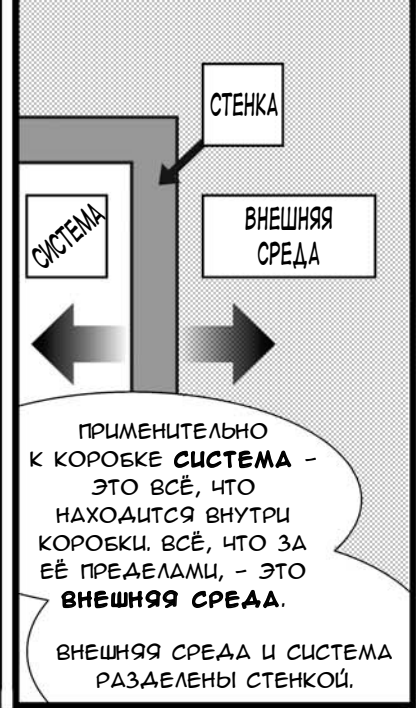 СТЕНКА
СИСТЕМА
ВНЕШНЯЯ
СРЕДА
ПРИМЕНИТЕЛЬНО
К КОРОБКЕ СИСТЕМА –
ЭТО ВСЁ, ЧТО
НАХОДИТСЯ ВНУТРИ
КОРОБКИ. ВСЁ, ЧТО ЗА
ЕЁ ПРЕДЕЛАМИ, – ЭТО
ВНЕШНЯЯ СРЕДА.
ВНЕШНЯЯ СРЕДА И СИСТЕМА
РАЗДЕЛЕНЫ СТЕНКОЙ.